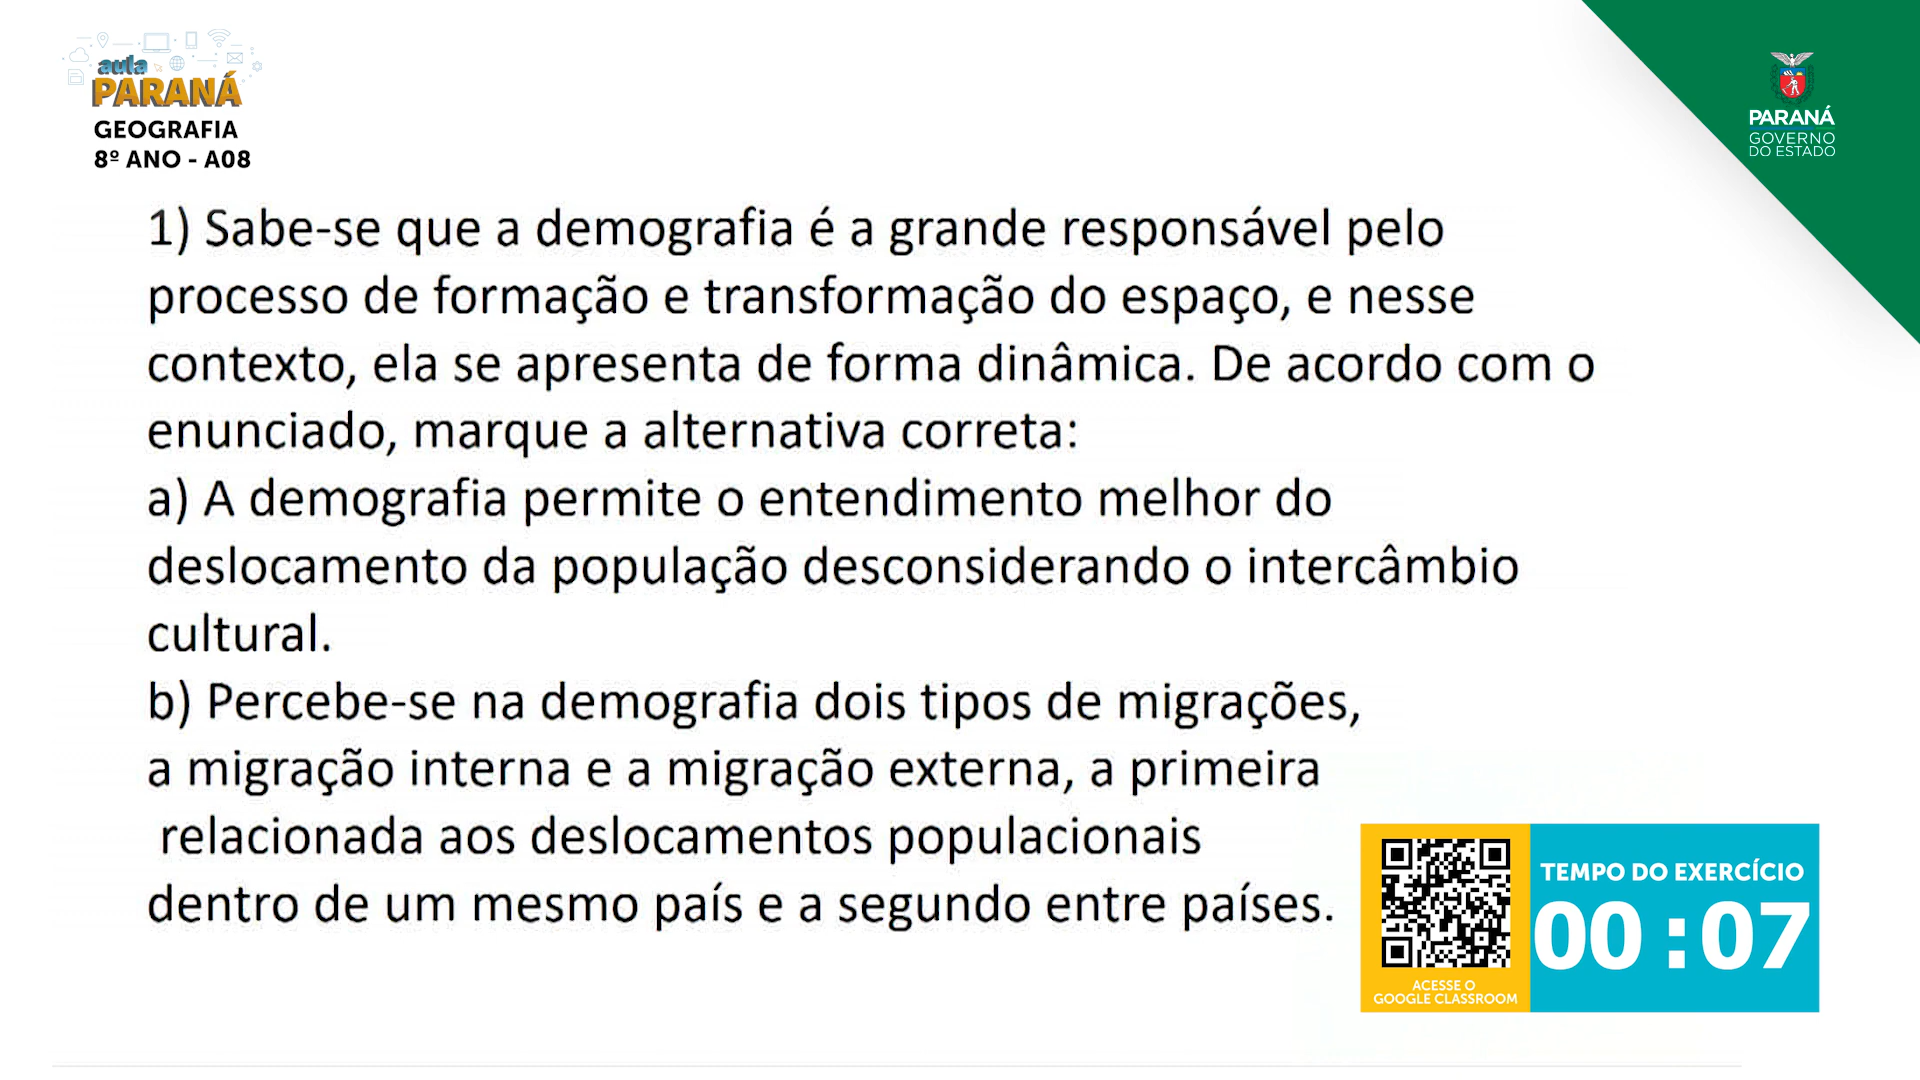 aula
PARANÁ
GEOGRAFIA
8º ANO - A08
PARANÁ
GOVERNO
DO ESTADO
1) Sabe-se que a demografia é a grande responsável pelo
processo de formação e transformação do espaço, e nesse
contexto, ela se apresenta de forma dinâmica. De acordo com o
enunciado, marque a alternativa correta:
a) A demografia permite o entendimento melhor do
deslocamento da população desconsiderando o intercâmbio
cultural.
b) Percebe-se na demografia dois tipos de migrações,
a migração interna e a migração externa, a primeira
relacionada aos deslocamentos populacionais
dentro de um mesmo país e a segundo entre países.
ACESSE O
GOOGLE CLASSROOM
TEMPO DO EXERCÍCIO
00 : 07